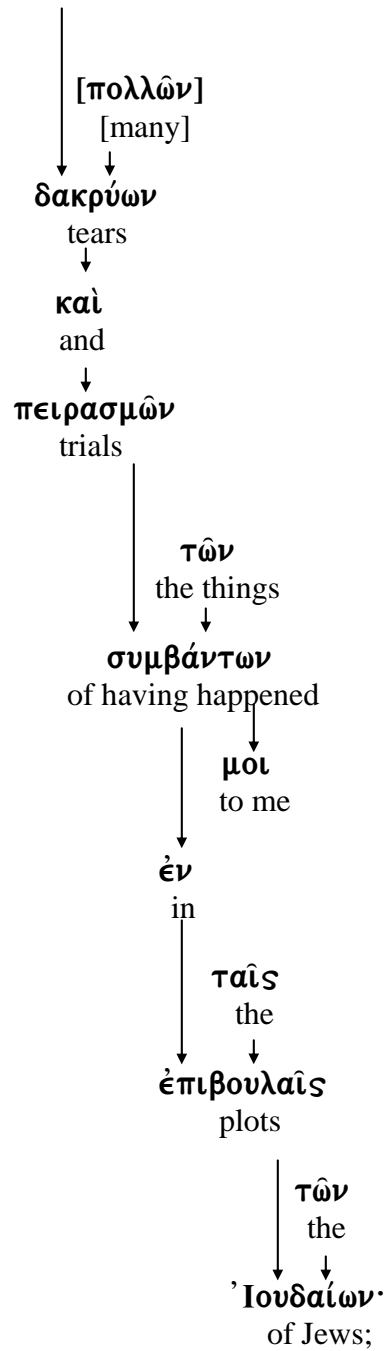 [πολλῶν]
[many]
δακρύων
tears
καὶ
and
πειρασμῶν
trials
τῶν
the things
συμβάντων
of having happened
μοι
to me
ἐν
in
ταῖς
the
ἐπιβουλαῖς
plots
τῶν
the
Ἰουδαίων·
of Jews;